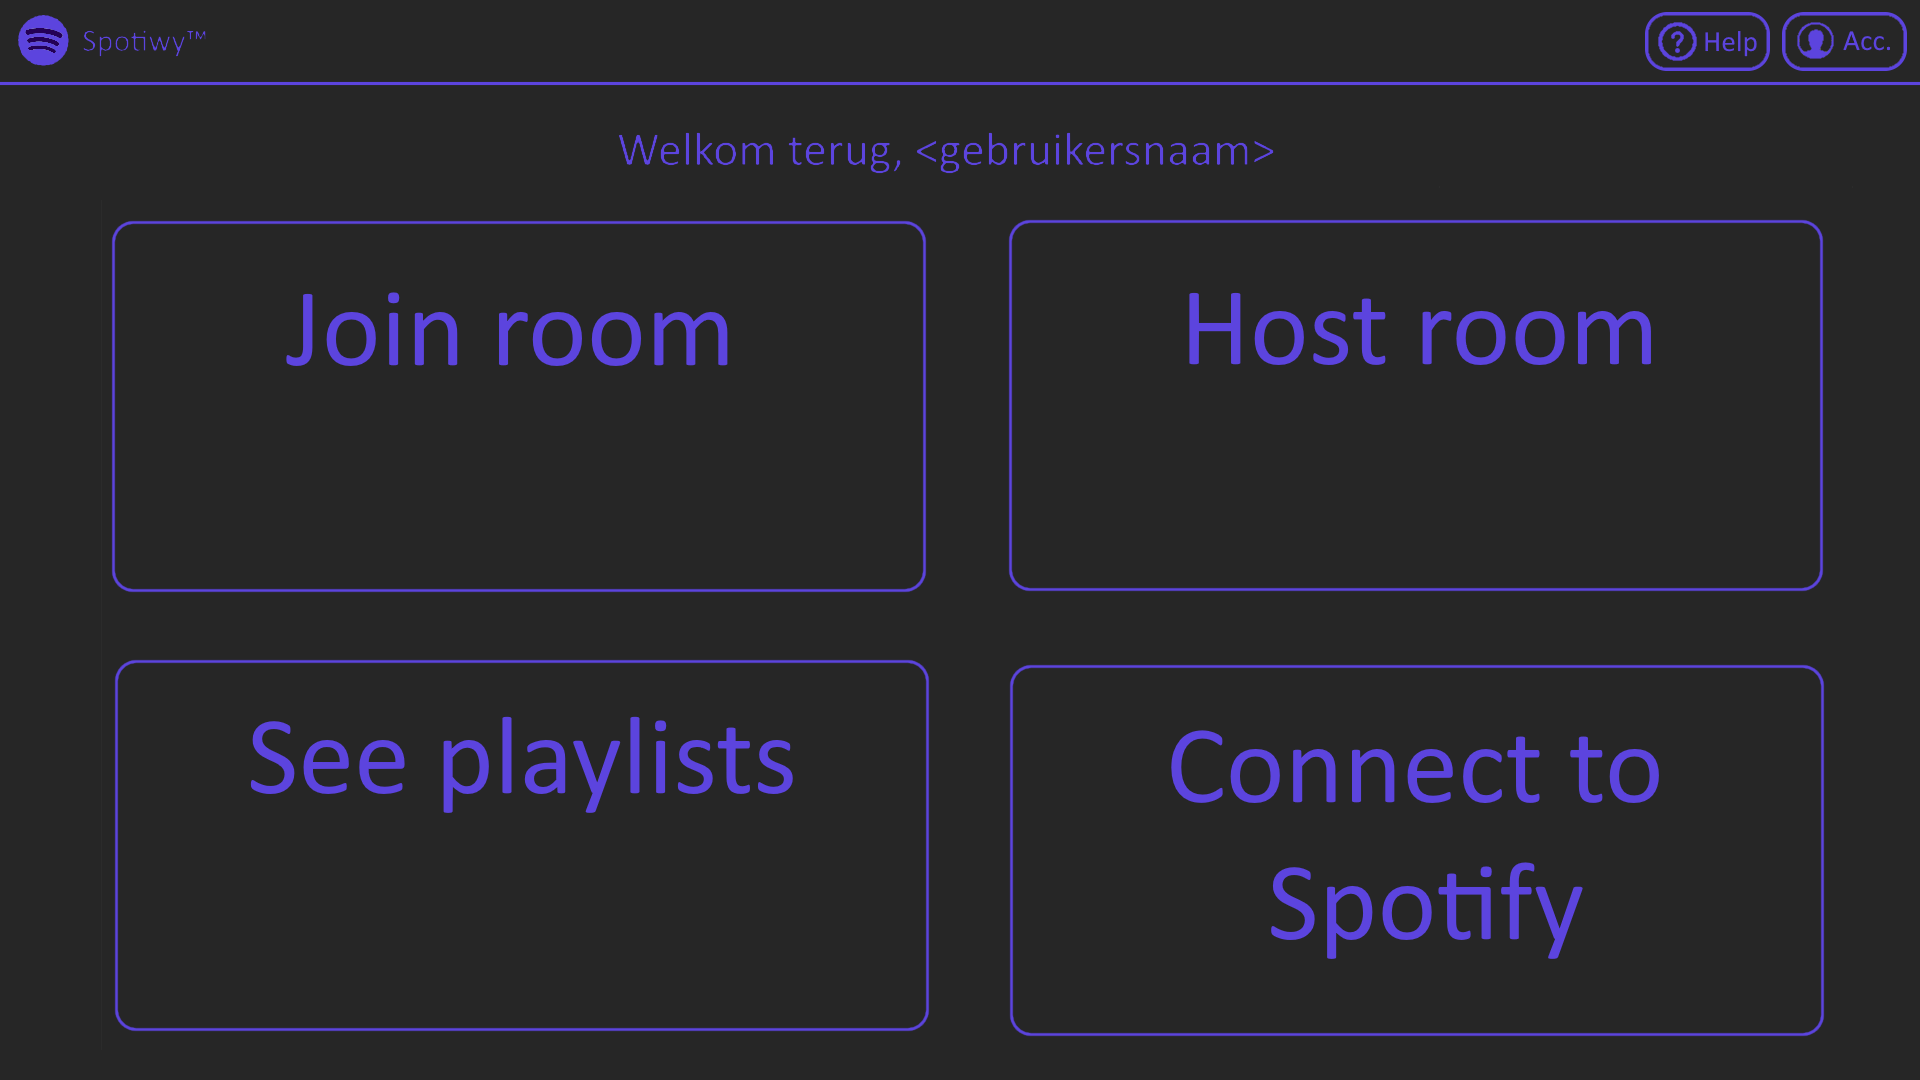 Spotiwy™
? Help
Acc.
Welkom terug, <gebruikersnaam>
Join room
Host room
See playlists
Connect to
Spotify